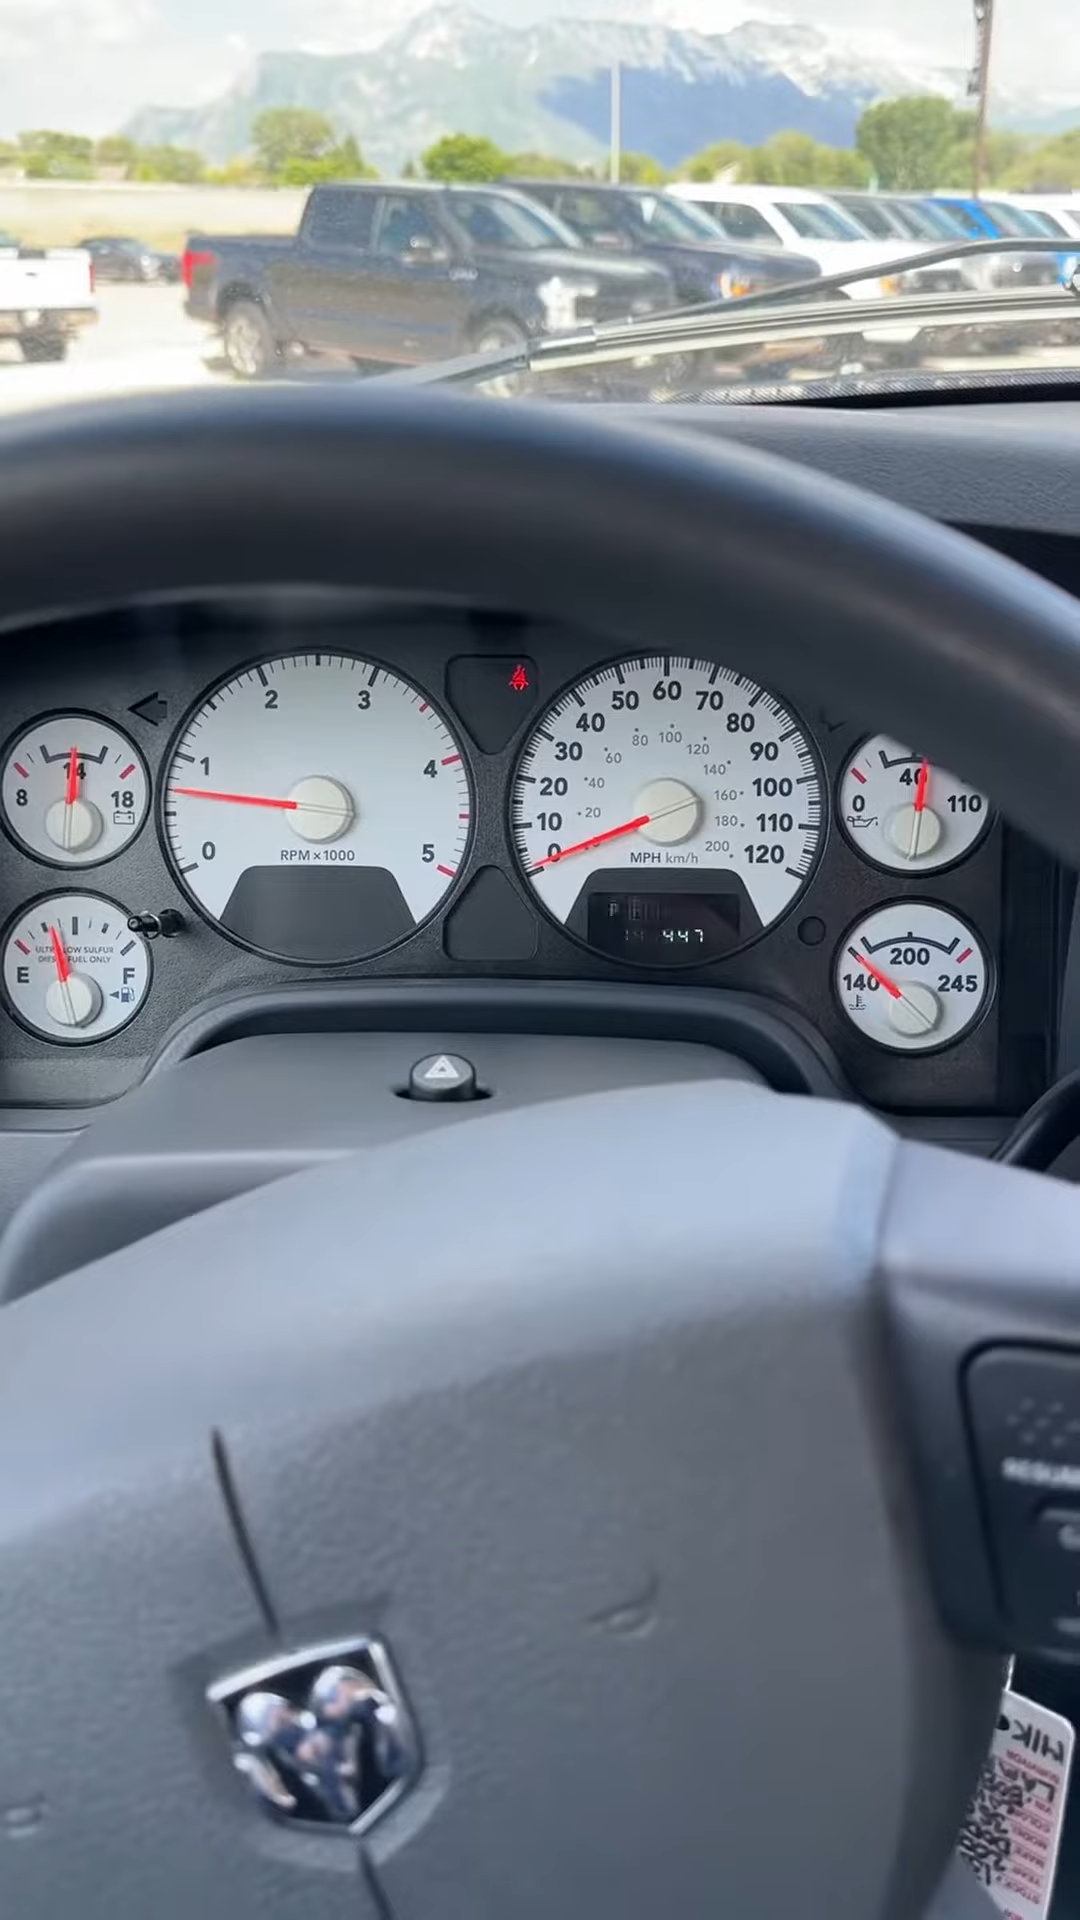 8 14 18
0 1 2 3 4 5
RPM×1000
0 10 20 30 40 50 60 70 80 90 100 110 120
20 40 60 80 100 120 140 160 180 200
MPH km/h
P
447
0 40 110
E F
ULTRA LOW SULFUR
DIESEL FUEL ONLY
140 200 245